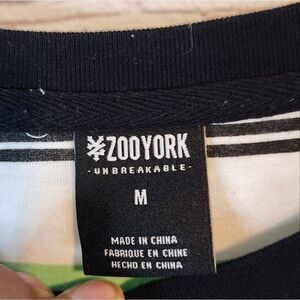 ZOOYORK
-UNBREAKABLE-
M
MADE IN CHINA
FABRIQUE EN CHINE
HECHO EN CHINA